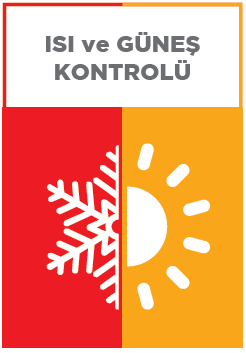 ISI ve GÜNEŞ
KONTROLÜ